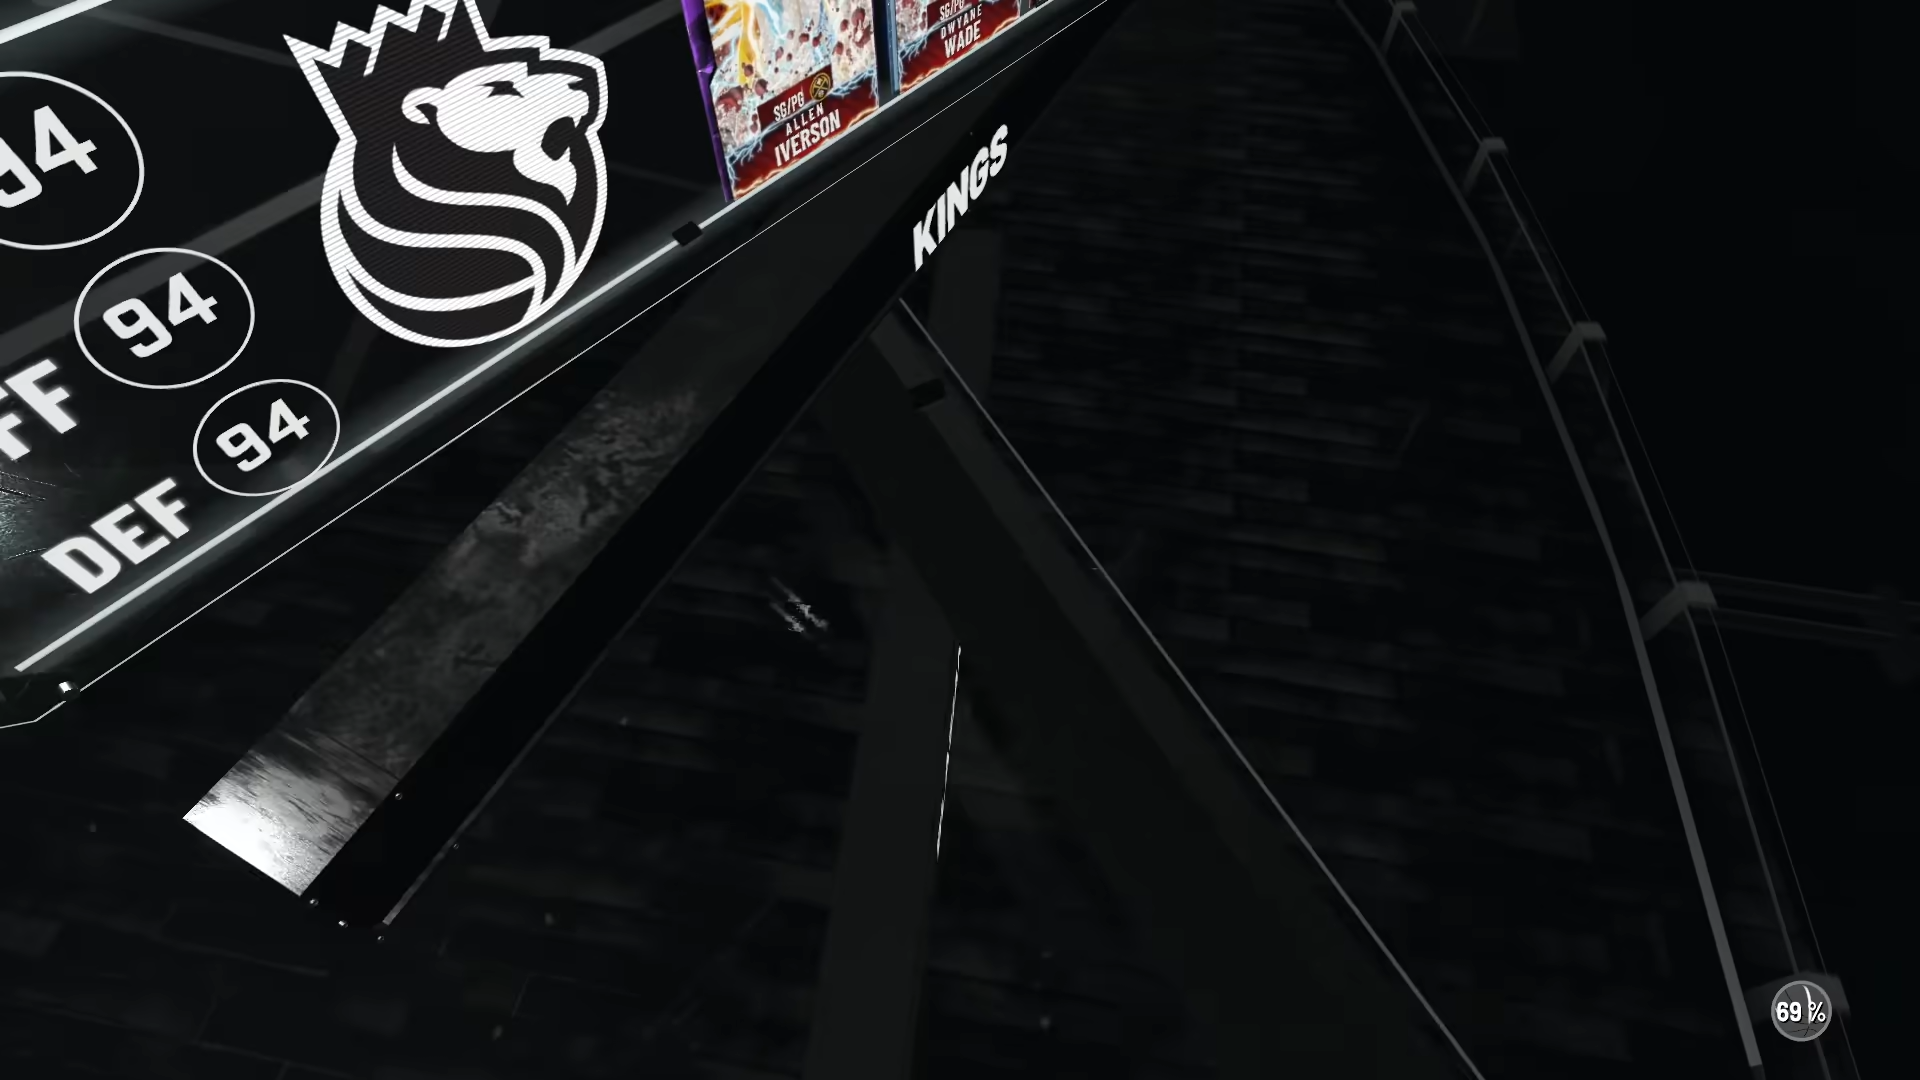 94
94
FF
94
DEF
SG/PG
ALLEN
IVERSON
SG/PG
DWYANE
WADE
KINGS
69 %